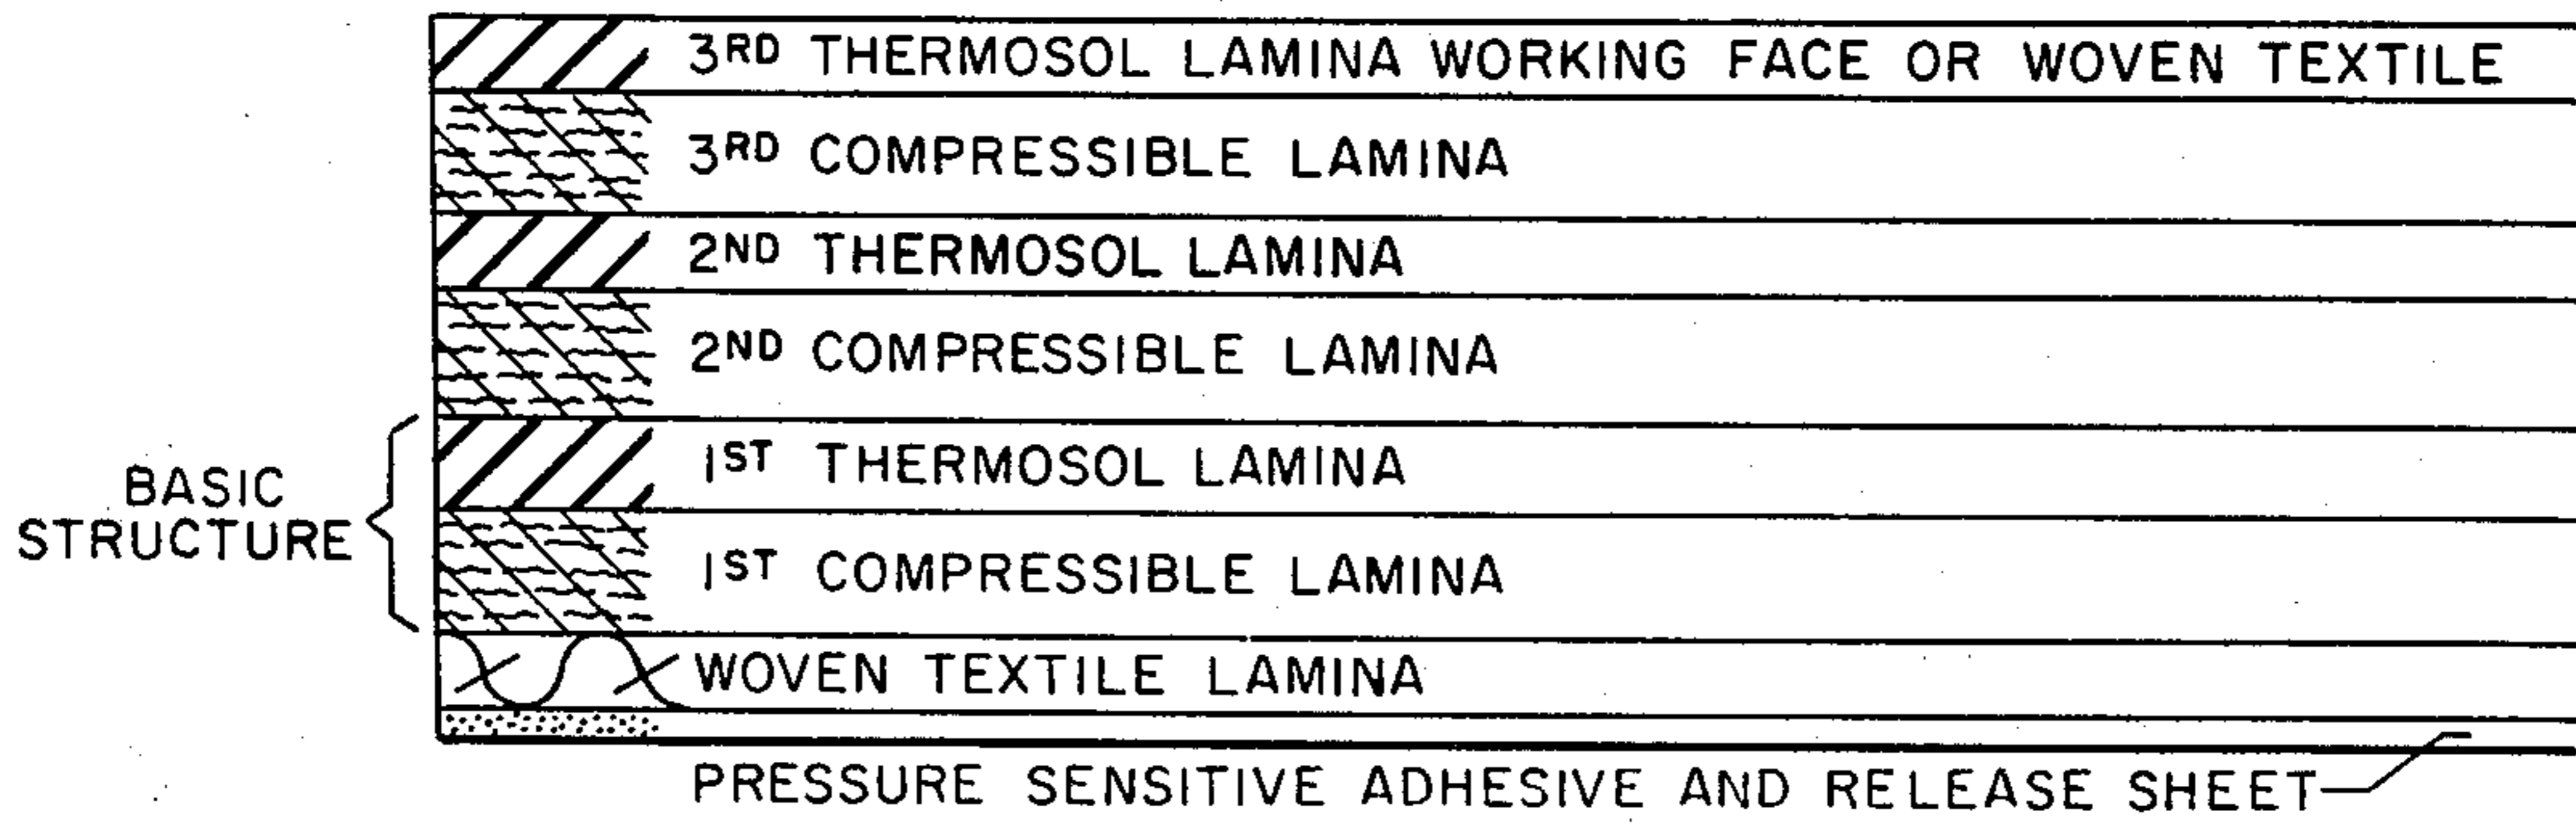 3RD THERMOSOL LAMINA WORKING FACE OR WOVEN TEXTILE
3RD COMPRESSIBLE LAMINA
2ND THERMOSOL LAMINA
2ND COMPRESSIBLE LAMINA
1ST THERMOSOL LAMINA
BASIC
STRUCTURE
1ST COMPRESSIBLE LAMINA
WOVEN TEXTILE LAMINA
PRESSURE SENSITIVE ADHESIVE AND RELEASE SHEET